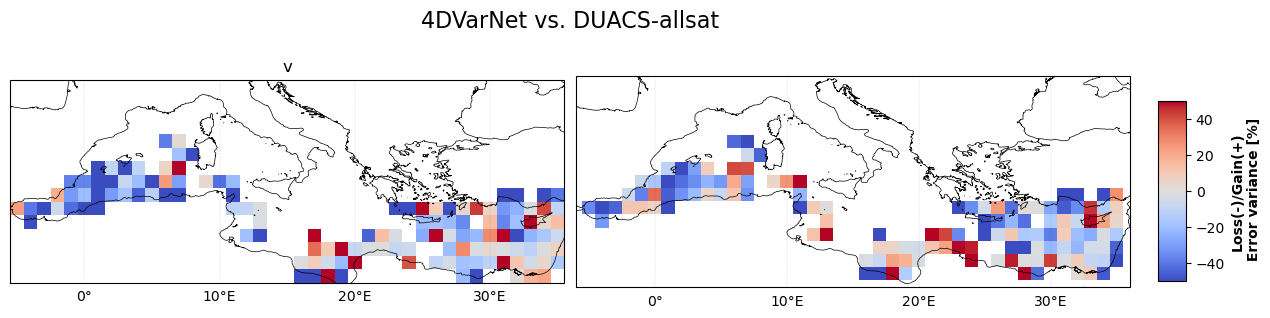 4DVarNet vs. DUACS-allsat
v
0°
10°E
20°E
30°E
0°
10°E
20°E
30°E
40
20
0
−20
−40
Loss(-)/Gain(+)
Error variance [%]